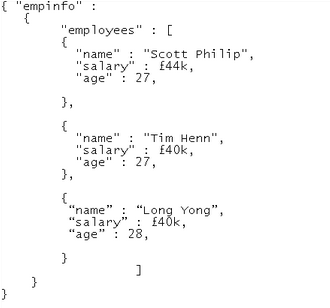 { "empinfo" :
{
"employees" : [
{
"name" : "Scott Philip",
"salary" : £44k,
"age" : 27,
},
{
"name" : "Tim Henn",
"salary" : £40k,
"age" : 27,
},
{
“name” : “Long Yong”,
“salary” : £40k,
“age” : 28,
}
]
}
}